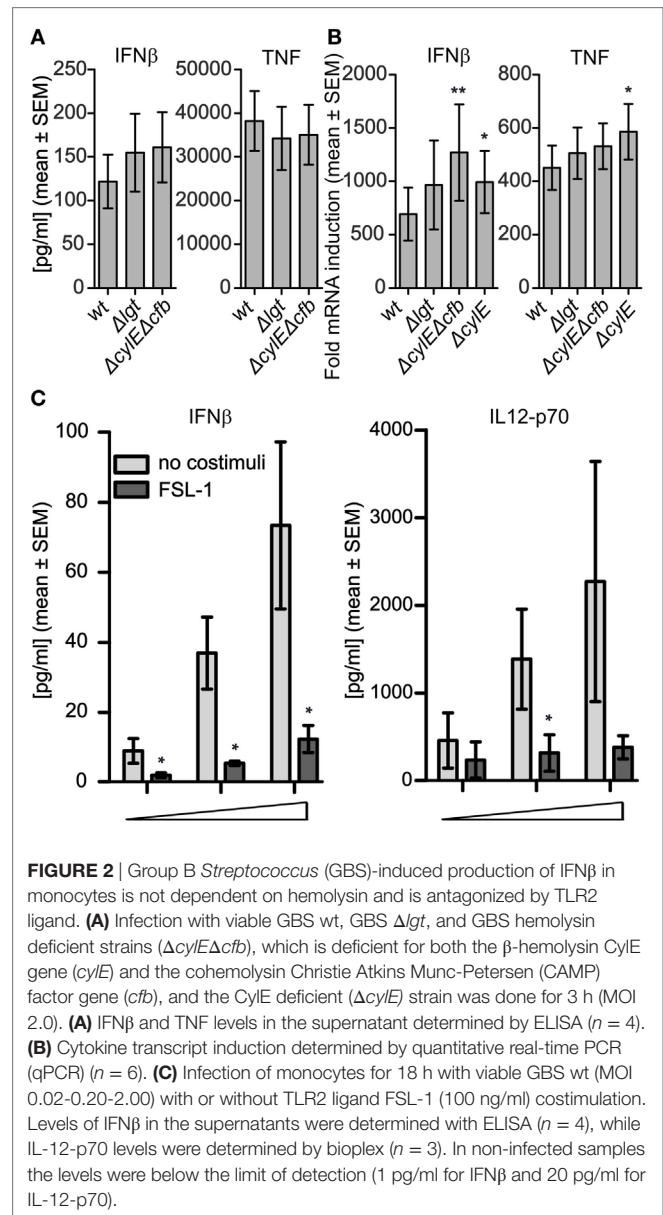 A
IFNβ
TNF
[pg/ml] (mean ± SEM)
250
200
150
100
50
0
wt
Δlgt
ΔcylEΔcfb
50000
40000
30000
20000
10000
0
wt
Δlgt
ΔcylEΔcfb
B
IFNβ
TNF
Fold mRNA induction (mean ± SEM)
2000
1500
1000
500
0
**
*
wt
Δlgt
ΔcylEΔcfb
ΔcylE
800
600
400
200
0
*
wt
Δlgt
ΔcylEΔcfb
ΔcylE
C
IFNβ
[pg/ml] (mean ± SEM)
100
80
60
40
20
0
no costimuli
FSL-1
*
*
*
IL12-p70
[pg/ml] (mean ± SEM)
4000
3000
2000
1000
0
*
FIGURE 2 | Group B Streptococcus (GBS)-induced production of IFNβ in
monocytes is not dependent on hemolysin and is antagonized by TLR2
ligand. (A) Infection with viable GBS wt, GBS Δlgt, and GBS hemolysin
deficient strains (ΔcylEΔcfb), which is deficient for both the β-hemolysin CylE
gene (cylE) and the cohemolysin Christie Atkins Munc-Petersen (CAMP)
factor gene (cfb), and the CylE deficient (ΔcylE) strain was done for 3 h (MOI
2.0). (A) IFNβ and TNF levels in the supernatant determined by ELISA (n = 4).
(B) Cytokine transcript induction determined by quantitative real-time PCR
(qPCR) (n = 6). (C) Infection of monocytes for 18 h with viable GBS wt (MOI
0.02-0.20-2.00) with or without TLR2 ligand FSL-1 (100 ng/ml) costimulation.
Levels of IFNβ in the supernatants were determined with ELISA (n = 4), while
IL-12-p70 levels were determined by bioplex (n = 3). In non-infected samples
the levels were below the limit of detection (1 pg/ml for IFNβ and 20 pg/ml for
IL-12-p70).